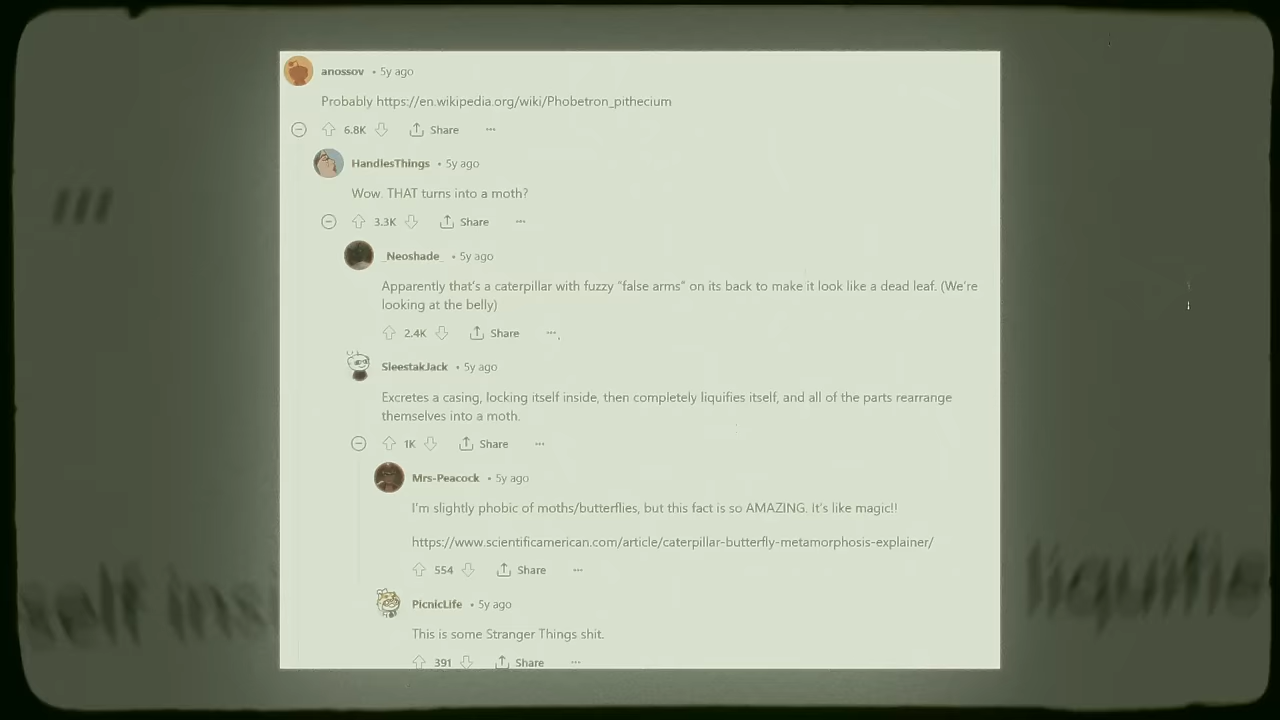 anossov • 5y ago
Probably https://en.wikipedia.org/wiki/Phobetron_pithecium
6.8K Share ...
HandlesThings • 5y ago
Wow. THAT turns into a moth?
3.3K Share ...
_Neoshade_ • 5y ago
Apparently that's a caterpillar with fuzzy “false arms” on its back to make it look like a dead leaf. (We're
looking at the belly)
2.4K Share ...
SleestakJack • 5y ago
Excretes a casing, locking itself inside, then completely liquifies itself, and all of the parts rearrange
themselves into a moth.
1K Share ...
Mrs-Peacock • 5y ago
I'm slightly phobic of moths/butterflies, but this fact is so AMAZING. It's like magic!!
https://www.scientificamerican.com/article/caterpillar-butterfly-metamorphosis-explainer/
554 Share ...
PicnicLife • 5y ago
This is some Stranger Things shit.
391 Share ...